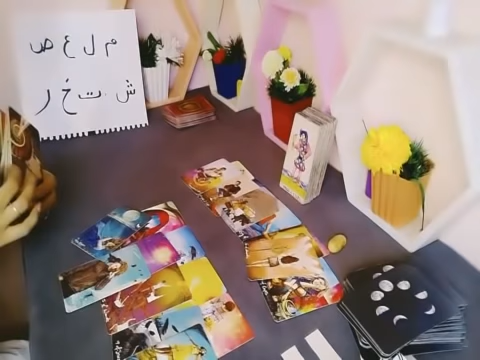 م ل ع ص
ش ت خ ر